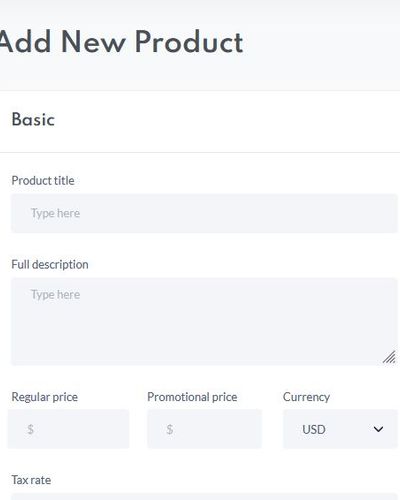 Add New Product
Basic
Product title
Type here
Full description
Type here
Regular price Promotional price Currency
$ $ USD
Tax rate